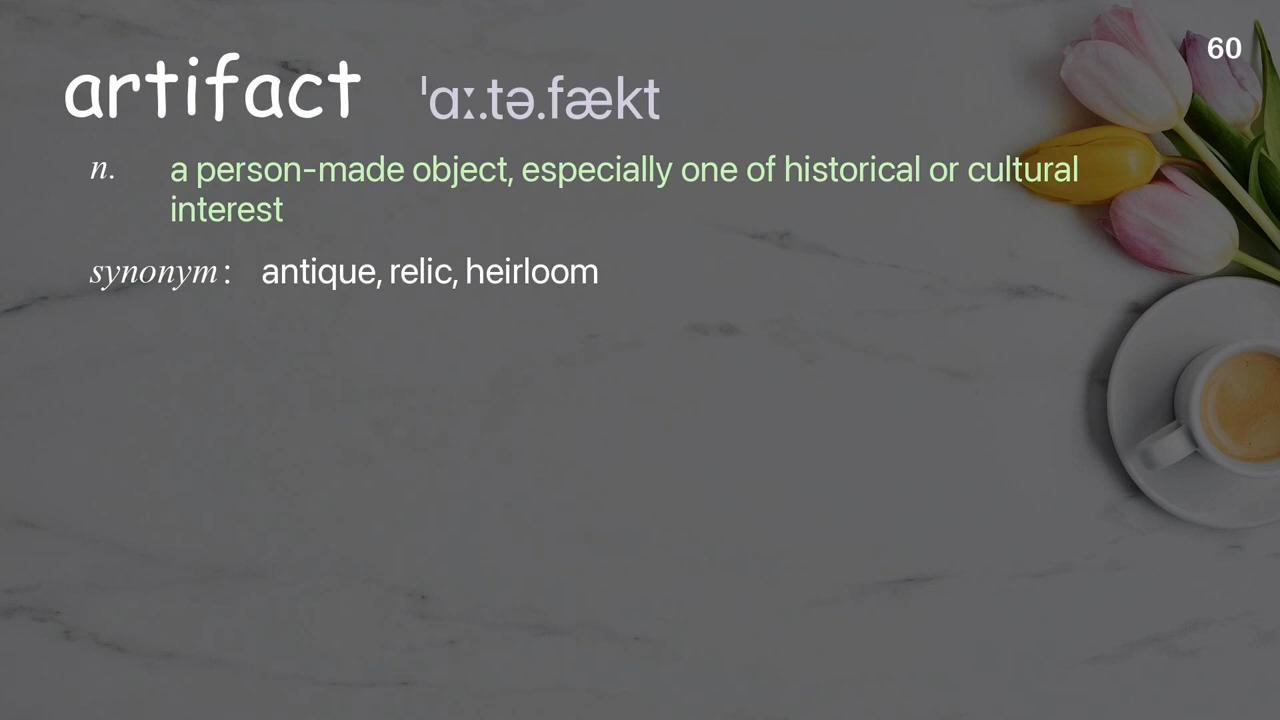 60
artifact ˈɑː.tə.fækt
n. a person-made object, especially one of historical or cultural
interest
synonym: antique, relic, heirloom